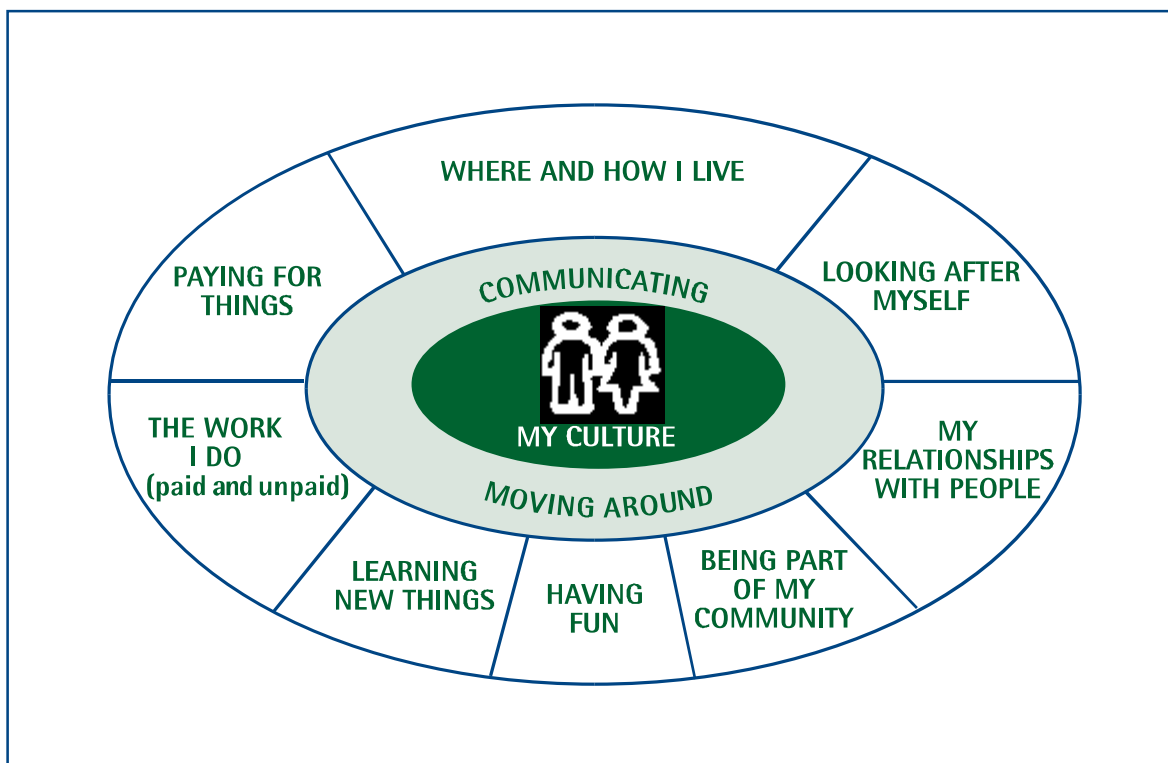 WHERE AND HOW I LIVE
PAYING FOR
THINGS
LOOKING AFTER
MYSELF
COMMUNICATING
MY CULTURE
MOVING AROUND
THE WORK
I DO
(paid and unpaid)
MY
RELATIONSHIPS
WITH PEOPLE
LEARNING
NEW THINGS
HAVING
FUN
BEING PART
OF MY
COMMUNITY